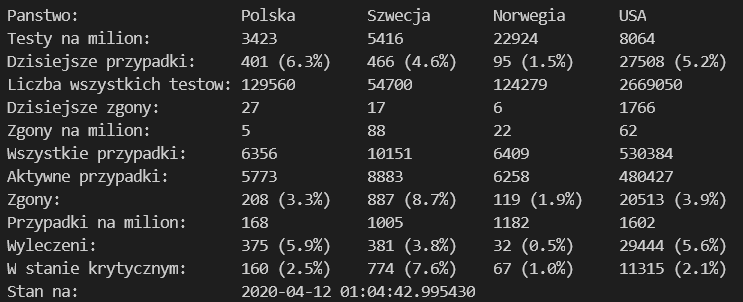 Panstwo: Polska Szwecja Norwegia USA
Testy na milion: 3423 5416 22924 8064
Dzisiejsze przypadki: 401 (6.3%) 466 (4.6%) 95 (1.5%) 27508 (5.2%)
Liczba wszystkich testow: 129560 54700 124279 2669050
Dzisiejsze zgony: 27 17 6 1766
Zgony na milion: 5 88 22 62
Wszystkie przypadki: 6356 10151 6409 530384
Aktywne przypadki: 5773 8883 6258 480427
Zgony: 208 (3.3%) 887 (8.7%) 119 (1.9%) 20513 (3.9%)
Przypadki na milion: 168 1005 1182 1602
Wyleczeni: 375 (5.9%) 381 (3.8%) 32 (0.5%) 29444 (5.6%)
W stanie krytycznym: 160 (2.5%) 774 (7.6%) 67 (1.0%) 11315 (2.1%)
Stan na: 2020-04-12 01:04:42.995430